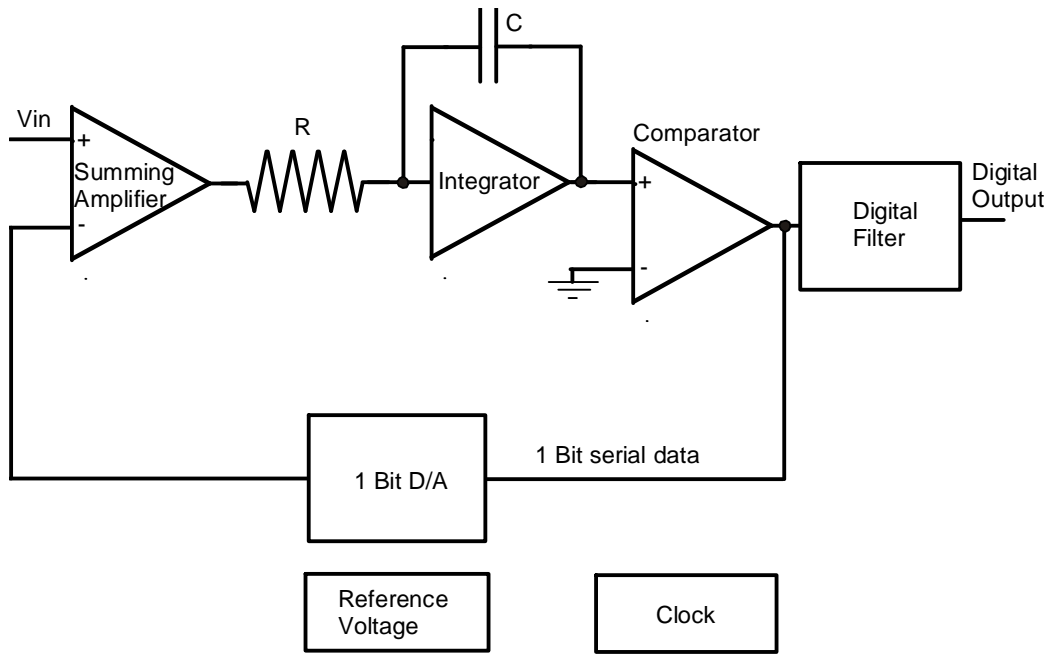 C
Vin
+
Summing
Amplifier
-
R
Integrator
Comparator
+
-
Digital
Filter
Digital
Output
1 Bit D/A
1 Bit serial data
Reference
Voltage
Clock